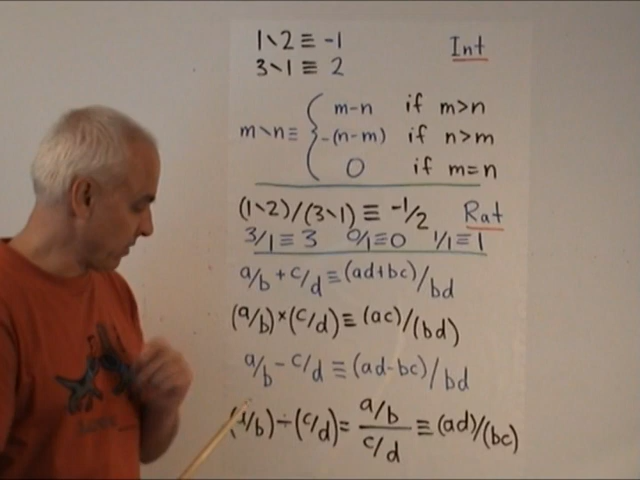 1∖2 ≡ -1 Int
3∖1 ≡ 2
m-n if m>n
m∖n ≡ { -(n-m) if n>m
0 if m=n
(1∖2)/(3∖1) ≡ -1/2 Rat
3/1 ≡ 3 0/1 ≡ 0 1/1 ≡ 1
a/b + c/d ≡ (ad+bc)/bd
(a/b)×(c/d) ≡ (ac)/(bd)
a/b - c/d ≡ (ad-bc)/bd
(a/b)÷(c/d) = a/b / c/d ≡ (ad)/(bc)